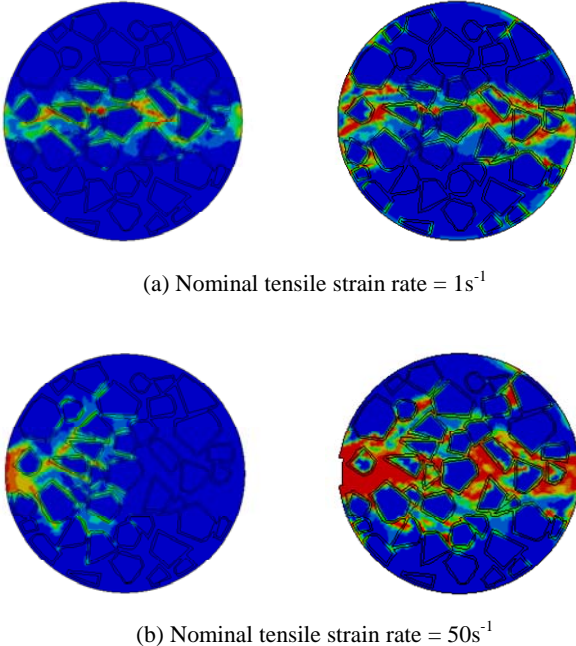 (a) Nominal tensile strain rate = 1s⁻¹
(b) Nominal tensile strain rate = 50s⁻¹